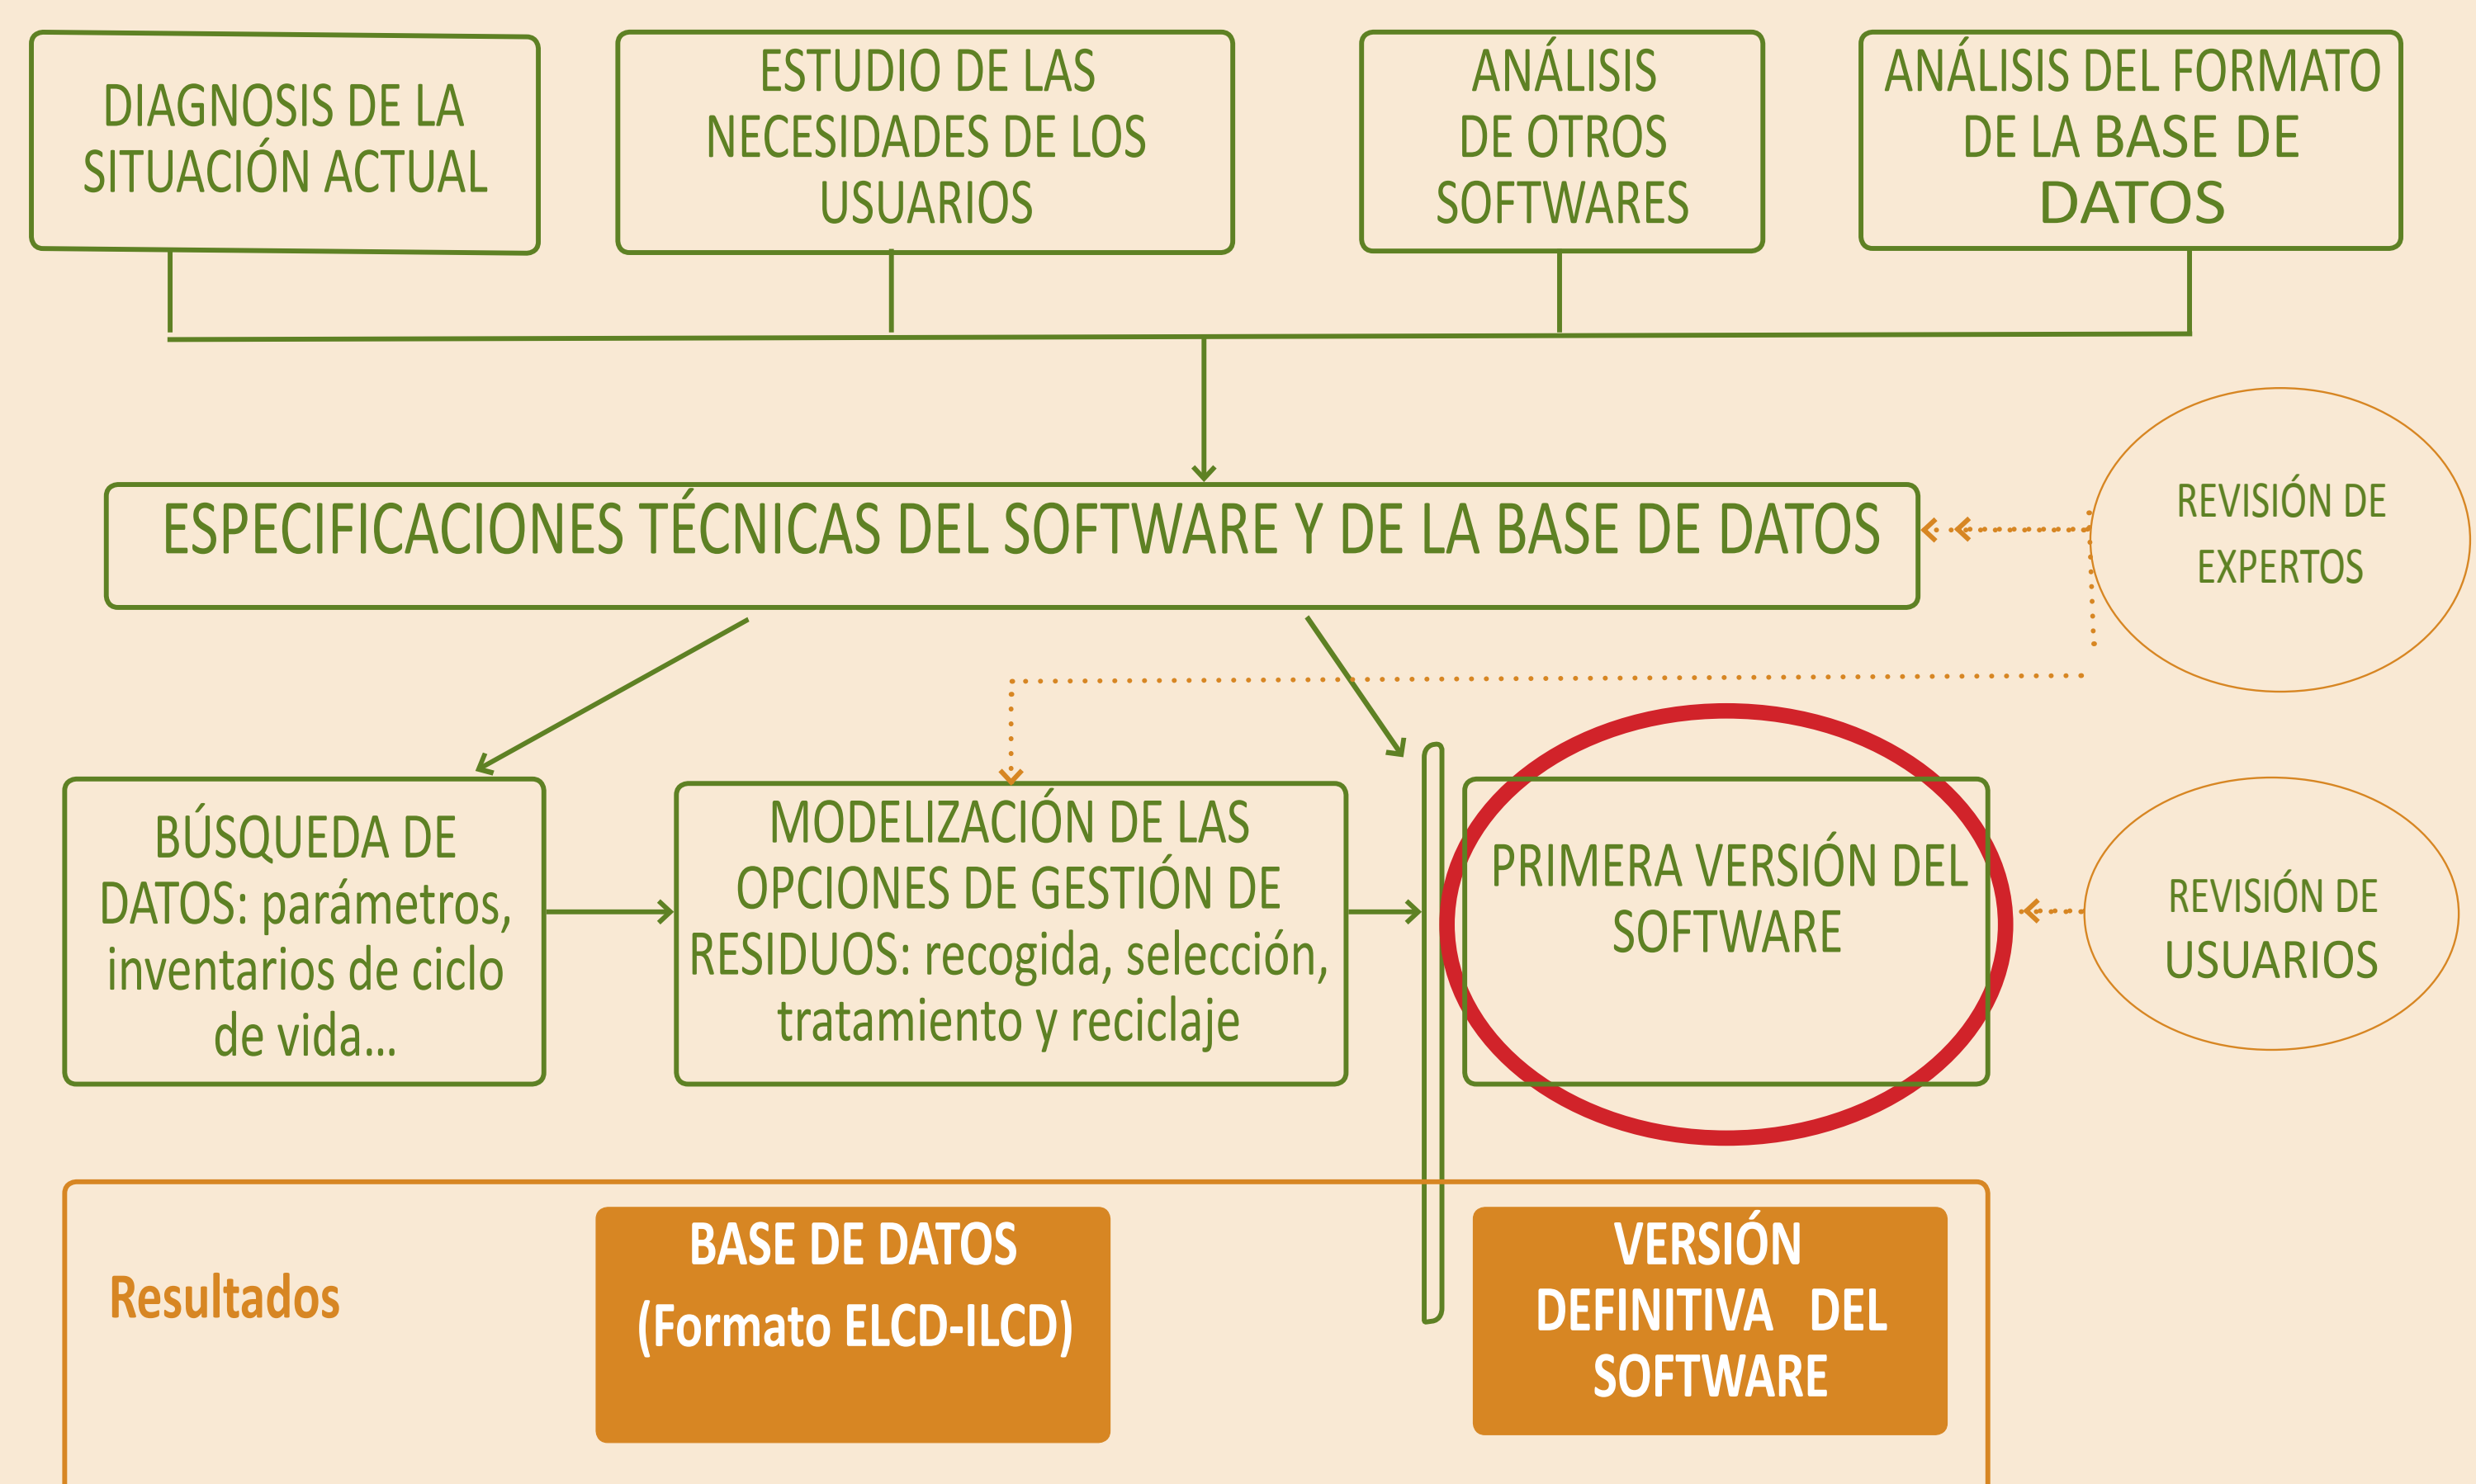 DIAGNOSIS DE LA
SITUACIÓN ACTUAL
ESTUDIO DE LAS
NECESIDADES DE LOS
USUARIOS
ANÁLISIS
DE OTROS
SOFTWARES
ANÁLISIS DEL FORMATO
DE LA BASE DE
DATOS
ESPECIFICACIONES TÉCNICAS DEL SOFTWARE Y DE LA BASE DE DATOS
REVISIÓN DE
EXPERTOS
BÚSQUEDA DE
DATOS: parámetros,
inventarios de ciclo
de vida...
MODELIZACIÓN DE LAS
OPCIONES DE GESTIÓN DE
RESIDUOS: recogida, selección,
tratamiento y reciclaje
PRIMERA VERSIÓN DEL
SOFTWARE
REVISIÓN DE
USUARIOS
Resultados
BASE DE DATOS
(Formato ELCD-ILCD)
VERSIÓN
DEFINITIVA DEL
SOFTWARE